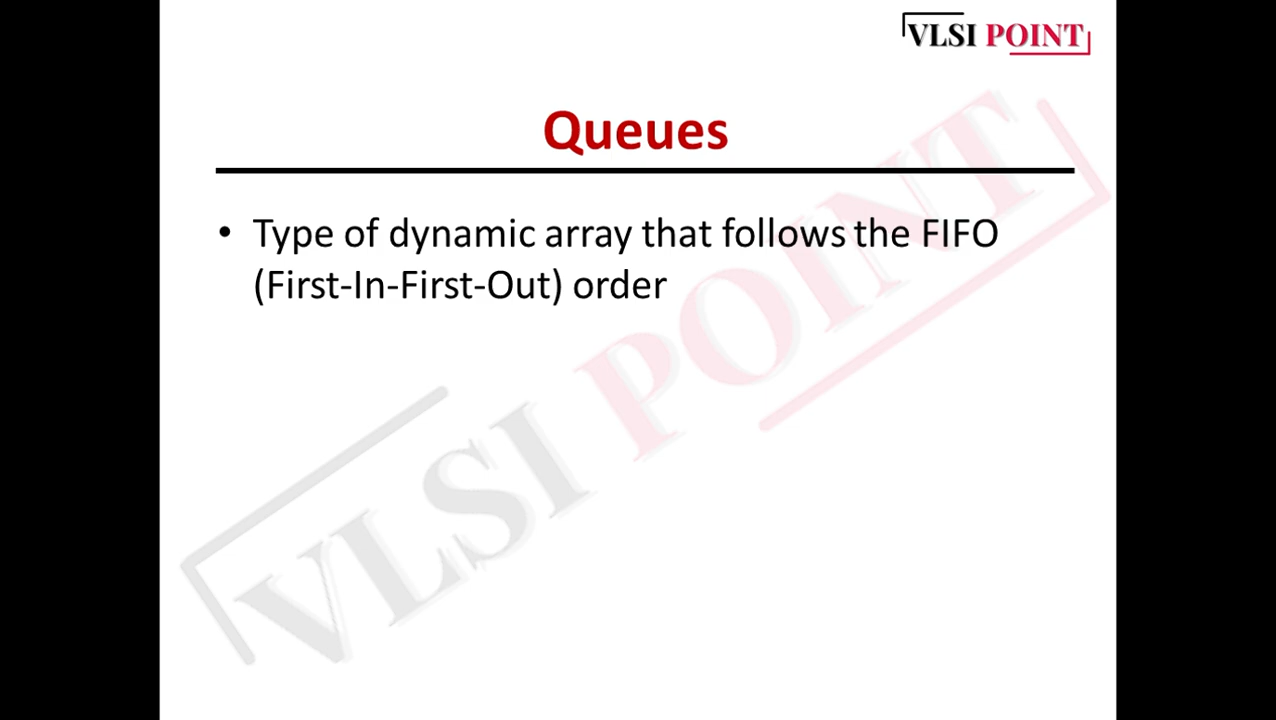 VLSI POINT
Queues
• Type of dynamic array that follows the FIFO
(First-In-First-Out) order
VLSI POINT